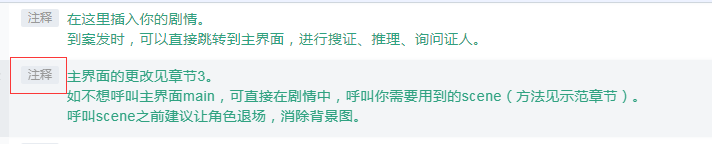 注释 在这里插入你的剧情。
到案发时，可以直接跳转到主界面，进行搜证、推理、询问证人。
注释 主界面的更改见章节3。
如不想呼叫主界面main，可直接在剧情中，呼叫你需要用到的scene（方法见示范章节）。
呼叫scene之前建议让角色退场，消除背景图。